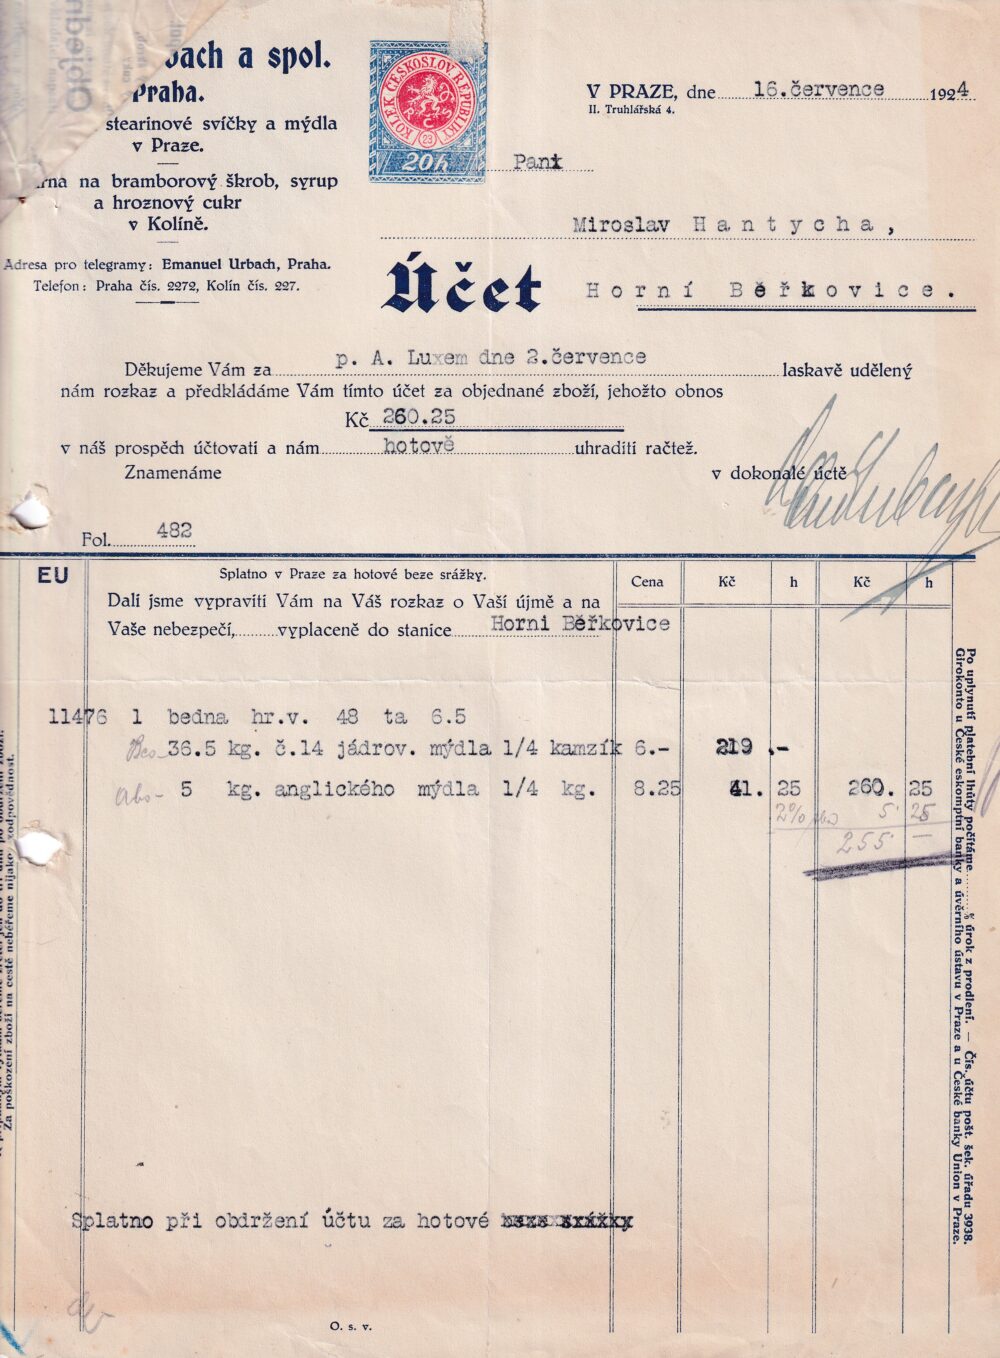 bach a spol.
Praha.
stearinové svíčky a mýdla
v Praze.
na bramborový škrob, syrup
a hroznový cukr
v Kolíně.
Adresa pro telegramy: Emanuel Urbach, Praha.
Telefon: Praha čís. 2272, Kolín čís. 227.
KOLEK ČESKOSLOV. REPUBLIKY
23
20h
V PRAZE, dne 16.července 1924
II. Truhlářská 4.
Pani
Miroslav Hantycha,
Účet
Horní Běřkovice.
Děkujeme Vám za p. A. Luxem dne 2.července laskavě udělený
nám rozkaz a předkládáme Vám tímto účet za objednané zboží, jehožto obnos
Kč 260.25
v náš prospěch účtovati a nám hotově uhraditi račtež.
Znamenáme v dokonalé úctě
Fol. 482
EU
Splatno v Praze za hotové beze srážky.
Cena Kč h Kč h
Dali jsme vypraviti Vám na Váš rozkaz o Vaší újmě a na
Vaše nebezpečí, vyplaceně do stanice Horni Běřkovice
11476 1 bedna hr.v. 48 ta 6.5
36.5 kg. č.14 jádrov. mýdla 1/4 kamzík 6.- 219 .-
5 kg. anglického mýdla 1/4 kg. 8.25 41. 25 260. 25
2% 5 25
255 —
Splatno při obdržení účtu za hotové
O. s. v.
Za poškození zboží na cestě nebéřeme nijaké zodpovědnost.
Po uplynutí platební lhůty počítáme % úrok z prodlení. — Čís. účtu pošt. šek. úřadu 3938.
Girokonto u České eskomptní banky a úvěrního ústavu v Praze a u České banky Union v Praze.